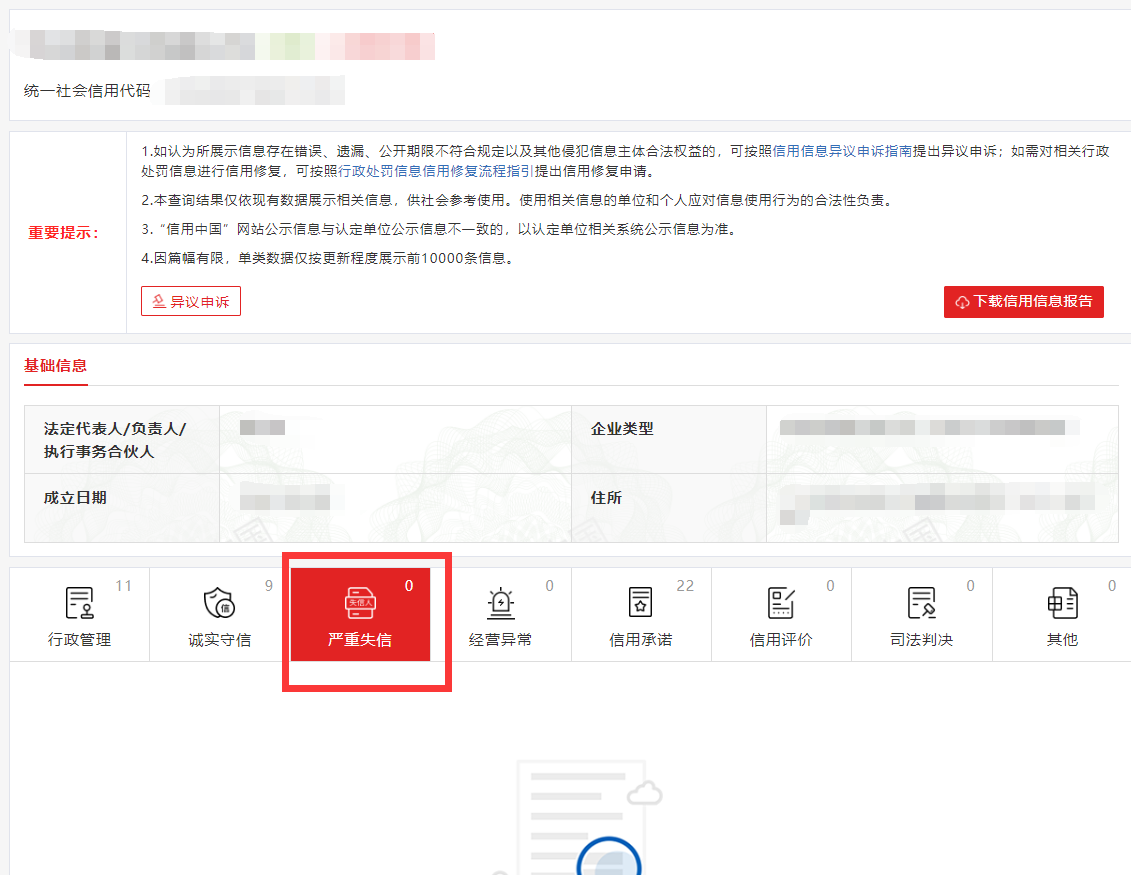 统一社会信用代码
重要提示：
1.如认为所展示信息存在错误、遗漏、公开期限不符合规定以及其他侵犯信息主体合法权益的，可按照信用信息异议申诉指南提出异议申诉；如需对相关行政
处罚信息进行信用修复，可按照行政处罚信息信用修复流程指引提出信用修复申请。
2.本查询结果仅依现有数据展示相关信息，供社会参考使用。使用相关信息的单位和个人应对信息使用行为的合法性负责。
3.“信用中国”网站公示信息与认定单位公示信息不一致的，以认定单位相关系统公示信息为准。
4.因篇幅有限，单类数据仅按更新程度展示前10000条信息。
异议申诉
下载信用信息报告
基础信息
法定代表人/负责人/
执行事务合伙人
企业类型
成立日期
住所
11
行政管理
9
信
诚实守信
0
失信人
严重失信
0
经营异常
22
信用承诺
0
信用评价
0
司法判决
0
其他